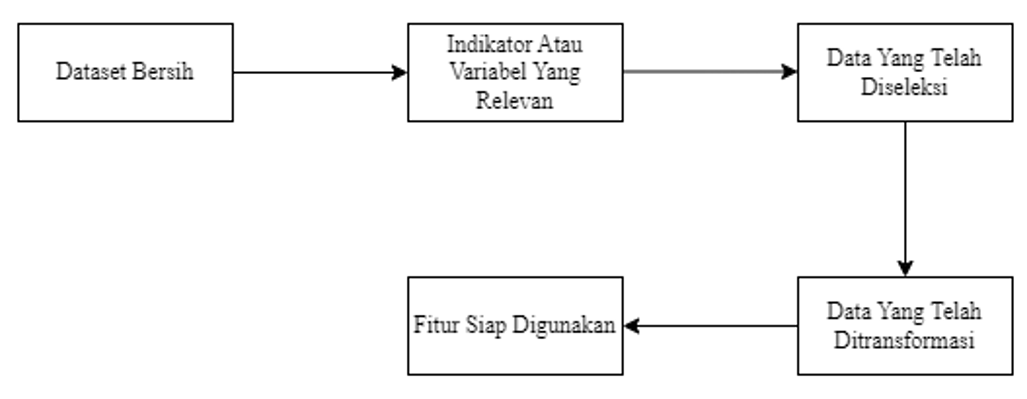 Dataset Bersih
Indikator Atau
Variabel Yang
Relevan
Data Yang Telah
Diseleksi
Data Yang Telah
Ditransformasi
Fitur Siap Digunakan